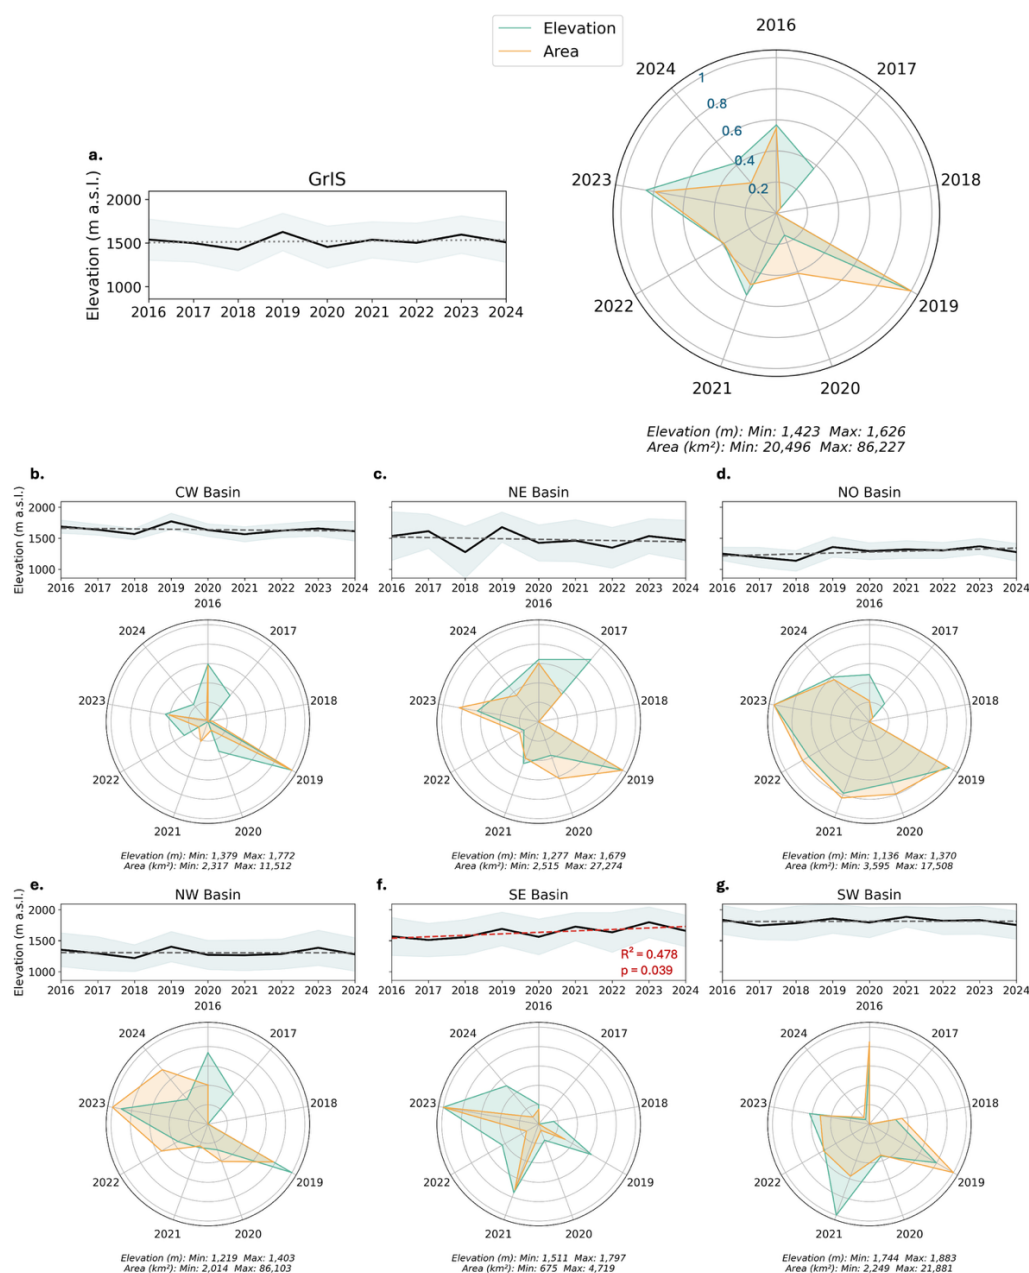 Elevation
Area
2016
2017
2018
2019
2020
2021
2022
2023
2024
1
0.8
0.6
0.4
0.2
Elevation (m): Min: 1,423 Max: 1,626
Area (km²): Min: 20,496 Max: 86,227
a.
GrIS
Elevation (m a.s.l.)
2000
1500
1000
2016 2017 2018 2019 2020 2021 2022 2023 2024
b.
CW Basin
Elevation (m a.s.l.)
2000
1500
1000
2016 2017 2018 2019 2020 2021 2022 2023 2024
2016
2017
2018
2019
2020
2021
2022
2023
2024
Elevation (m): Min: 1,379 Max: 1,772
Area (km²): Min: 2,317 Max: 11,512
c.
NE Basin
2016 2017 2018 2019 2020 2021 2022 2023 2024
2016
2017
2018
2019
2020
2021
2022
2023
2024
Elevation (m): Min: 1,277 Max: 1,679
Area (km²): Min: 2,515 Max: 27,274
d.
NO Basin
2016 2017 2018 2019 2020 2021 2022 2023 2024
2016
2017
2018
2019
2020
2021
2022
2023
2024
Elevation (m): Min: 1,136 Max: 1,370
Area (km²): Min: 3,595 Max: 17,508
e.
NW Basin
Elevation (m a.s.l.)
2000
1500
1000
2016 2017 2018 2019 2020 2021 2022 2023 2024
2016
2017
2018
2019
2020
2021
2022
2023
2024
Elevation (m): Min: 1,219 Max: 1,403
Area (km²): Min: 2,014 Max: 86,103
f.
SE Basin
R² = 0.478
p = 0.039
2016 2017 2018 2019 2020 2021 2022 2023 2024
2016
2017
2018
2019
2020
2021
2022
2023
2024
Elevation (m): Min: 1,511 Max: 1,797
Area (km²): Min: 675 Max: 4,719
g.
SW Basin
2016 2017 2018 2019 2020 2021 2022 2023 2024
2016
2017
2018
2019
2020
2021
2022
2023
2024
Elevation (m): Min: 1,744 Max: 1,883
Area (km²): Min: 2,249 Max: 21,881